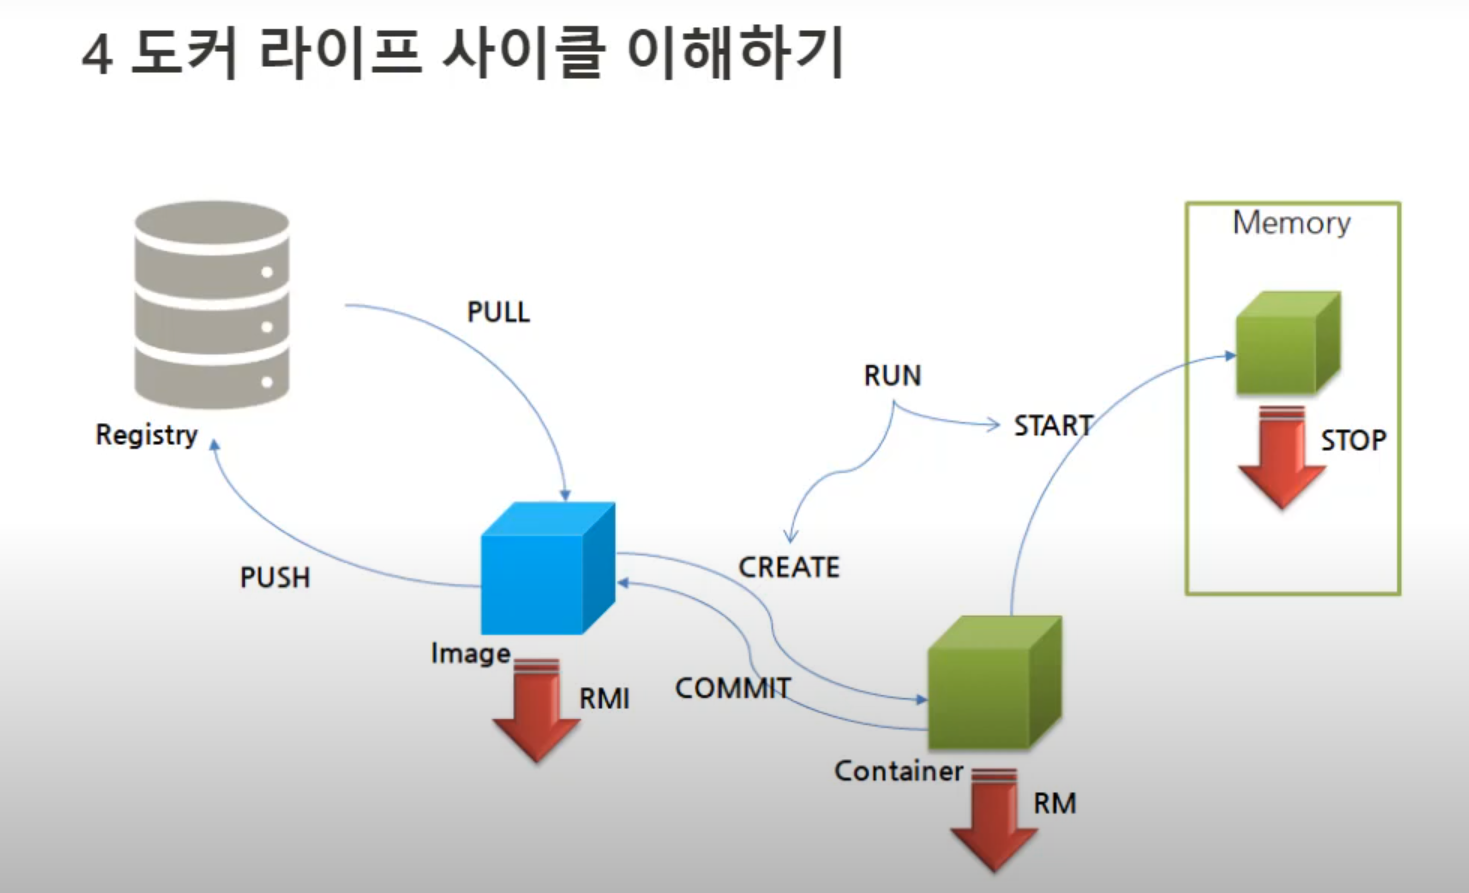 4 도커 라이프 사이클 이해하기
Memory
PULL
RUN
START
STOP
Registry
CREATE
PUSH
Image
RMI
COMMIT
Container
RM